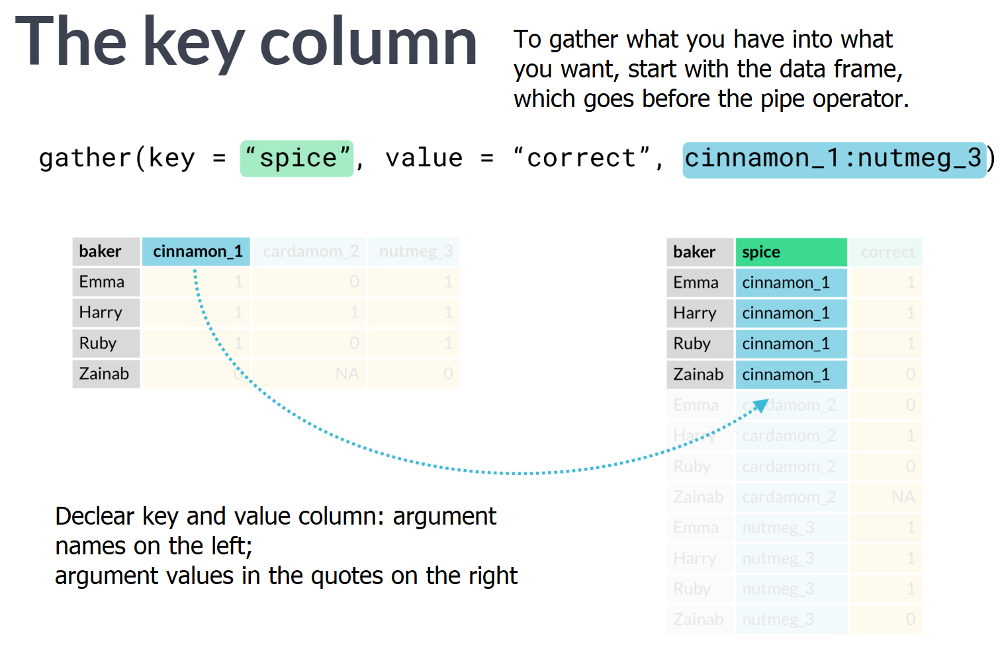 The key column
To gather what you have into what
you want, start with the data frame,
which goes before the pipe operator.
gather(key = “spice”, value = “correct”, cinnamon_1:nutmeg_3)
baker cinnamon_1 cardamom_2 nutmeg_3
Emma 1 0 1
Harry 1 1 1
Ruby 1 0 1
Zainab 0 NA 0
baker spice correct
Emma cinnamon_1 1
Harry cinnamon_1 1
Ruby cinnamon_1 1
Zainab cinnamon_1 0
Emma cardamom_2 0
Harry cardamom_2 1
Ruby cardamom_2 0
Zainab cardamom_2 NA
Emma nutmeg_3 1
Harry nutmeg_3 1
Ruby nutmeg_3 1
Zainab nutmeg_3 0
Declear key and value column: argument
names on the left;
argument values in the quotes on the right